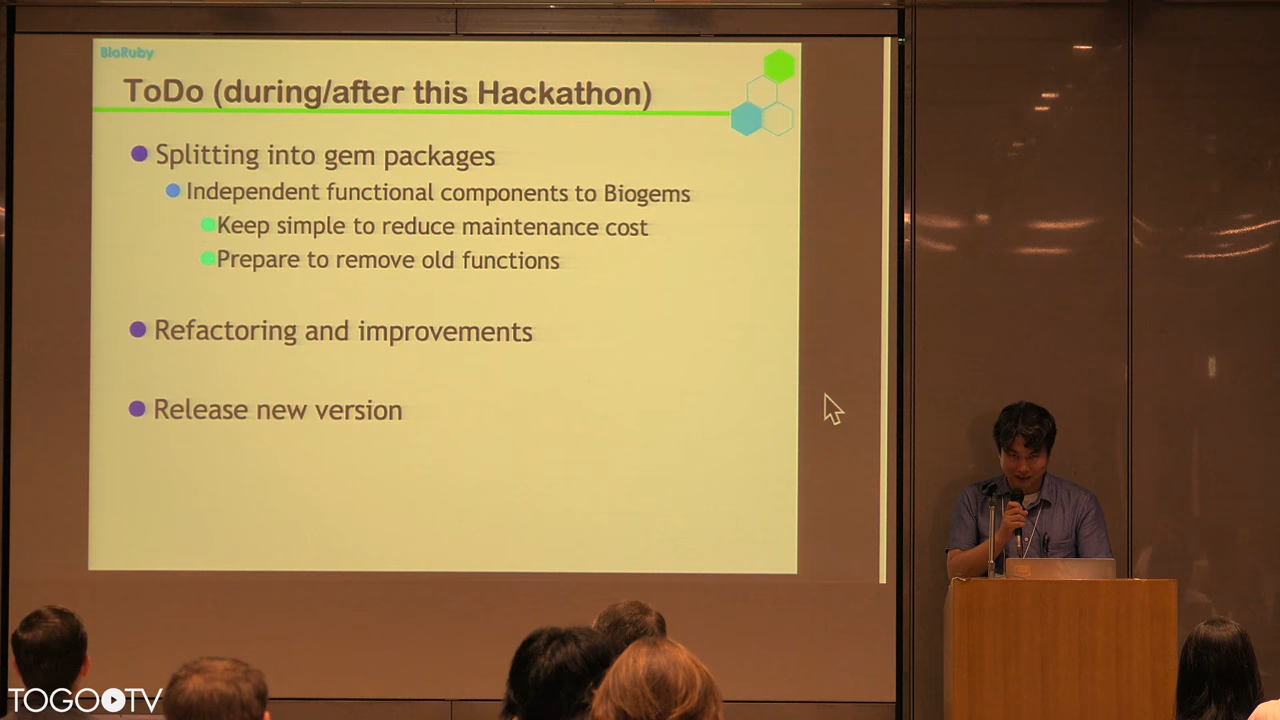 BioRuby
ToDo (during/after this Hackathon)
Splitting into gem packages
Independent functional components to Biogems
Keep simple to reduce maintenance cost
Prepare to remove old functions
Refactoring and improvements
Release new version
TOGOTV